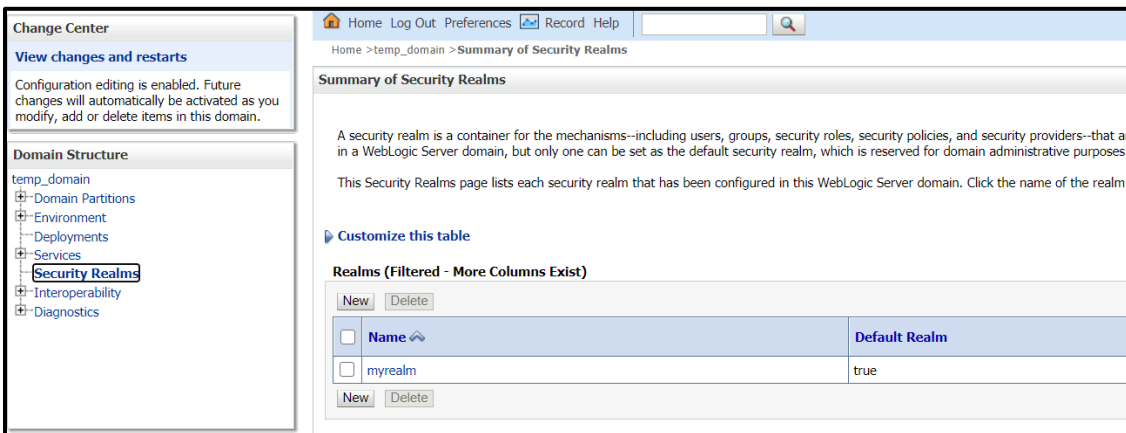 Change Center
View changes and restarts
Configuration editing is enabled. Future
changes will automatically be activated as you
modify, add or delete items in this domain.
Domain Structure
temp_domain
Domain Partitions
Environment
Deployments
Services
Security Realms
Interoperability
Diagnostics
Home Log Out Preferences Record Help
Home >temp_domain >Summary of Security Realms
Summary of Security Realms
A security realm is a container for the mechanisms--including users, groups, security roles, security policies, and security providers--that
in a WebLogic Server domain, but only one can be set as the default security realm, which is reserved for domain administrative purposes
This Security Realms page lists each security realm that has been configured in this WebLogic Server domain. Click the name of the realm
Customize this table
Realms (Filtered - More Columns Exist)
New Delete
Name Default Realm
myrealm true
New Delete